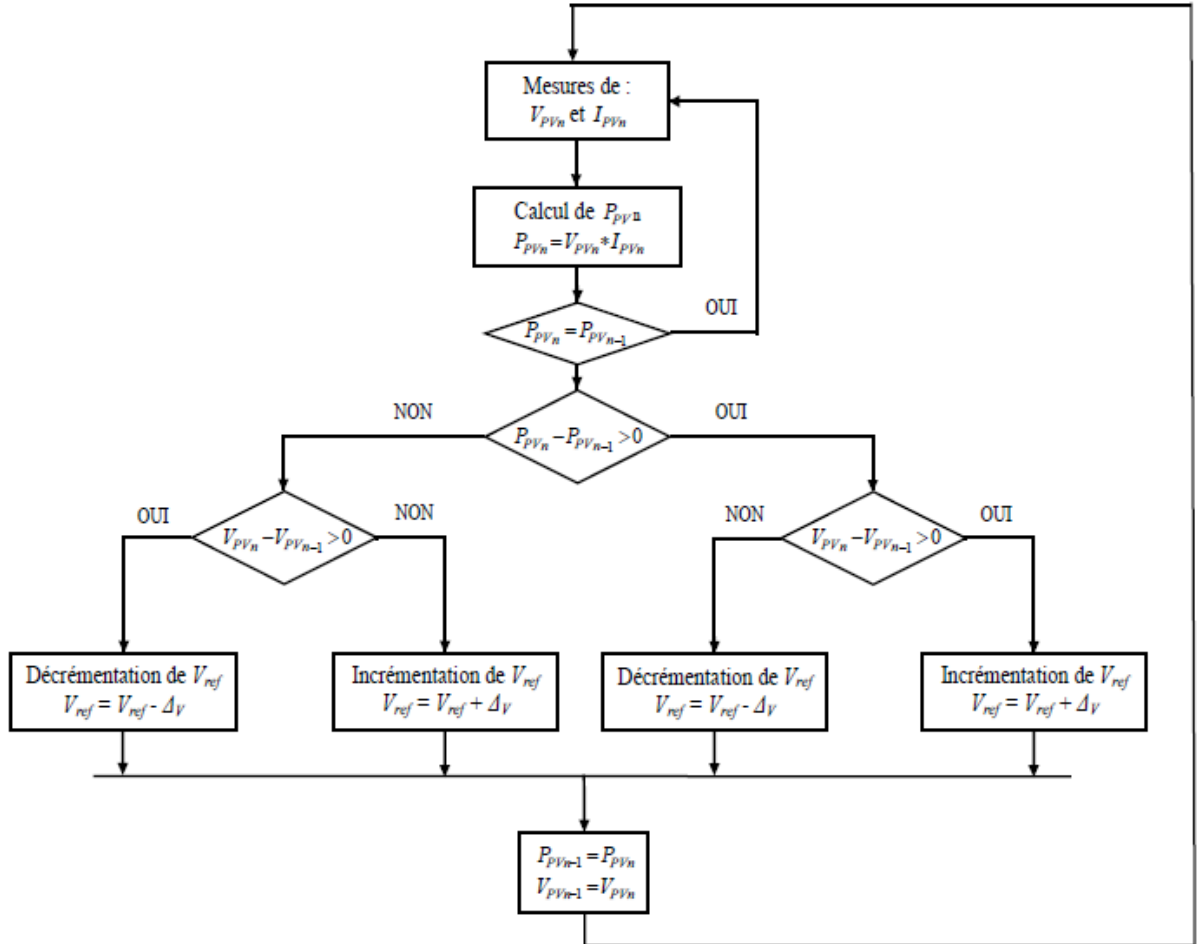 Mesures de :
V_PVn et I_PVn
Calcul de P_PVn
P_PVn = V_PVn * I_PVn
OUI
P_PVn = P_PVn-1
NON
OUI
P_PVn – P_PVn-1 > 0
OUI
NON
V_PVn – V_PVn-1 > 0
NON
OUI
V_PVn – V_PVn-1 > 0
Décrémentation de V_ref
V_ref = V_ref - Δ_V
Incrémentation de V_ref
V_ref = V_ref + Δ_V
Décrémentation de V_ref
V_ref = V_ref - Δ_V
Incrémentation de V_ref
V_ref = V_ref + Δ_V
P_PVn-1 = P_PVn
V_PVn-1 = V_PVn